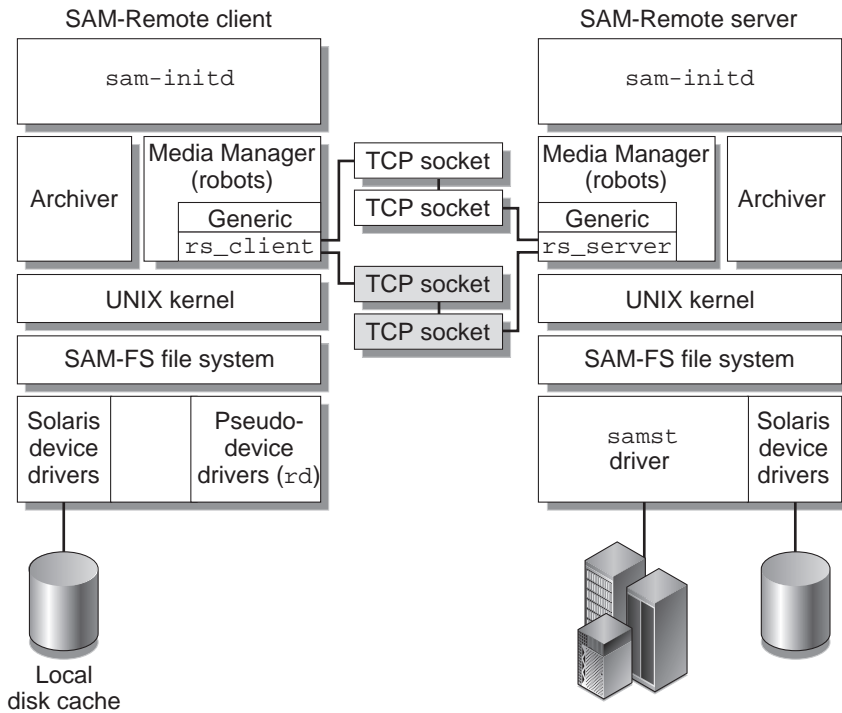 SAM-Remote client
SAM-Remote server
sam-initd
sam-initd
Archiver
Media Manager
(robots)
Generic
rs_client
TCP socket
TCP socket
TCP socket
TCP socket
Media Manager
(robots)
Generic
rs_server
Archiver
UNIX kernel
UNIX kernel
SAM-FS file system
SAM-FS file system
Solaris
device
drivers
Pseudo-
device
drivers (rd)
samst
driver
Solaris
device
drivers
Local
disk cache